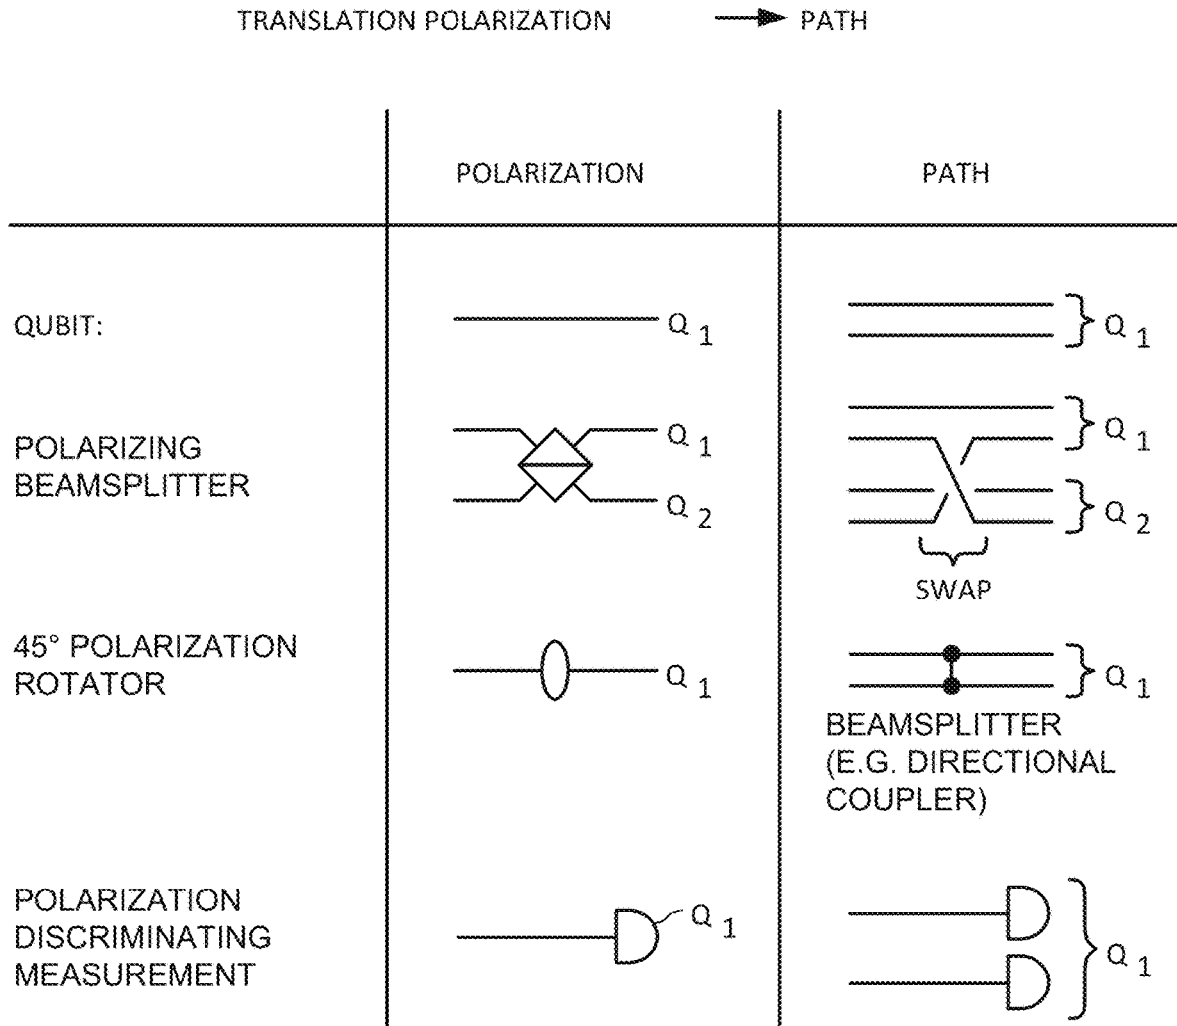 TRANSLATION POLARIZATION → PATH
POLARIZATION PATH
QUBIT:
Q 1
Q 1
POLARIZING
BEAMSPLITTER
Q 1
Q 2
Q 1
Q 2
SWAP
45° POLARIZATION
ROTATOR
Q 1
Q 1
BEAMSPLITTER
(E.G. DIRECTIONAL
COUPLER)
POLARIZATION
DISCRIMINATING
MEASUREMENT
Q 1
Q 1